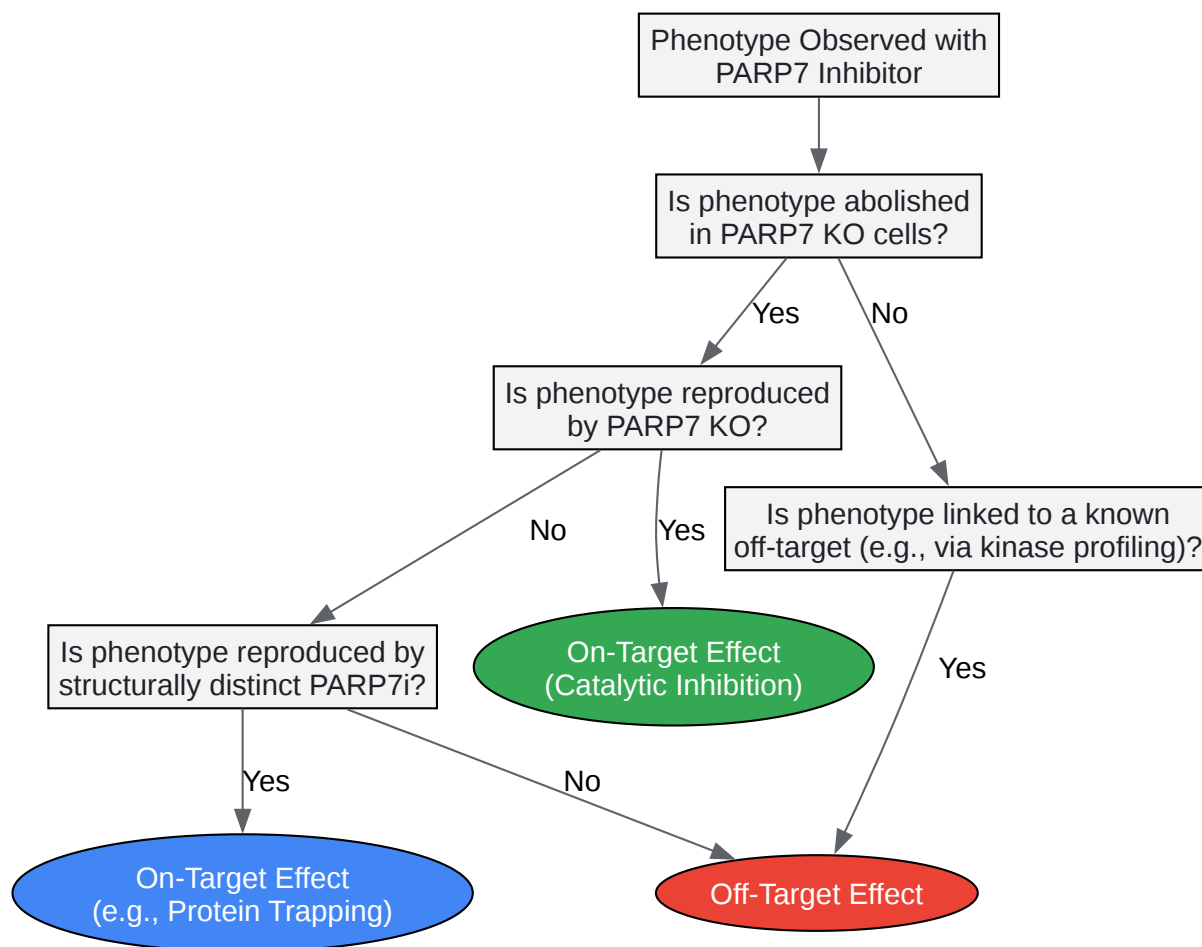 Phenotype Observed with
PARP7 Inhibitor
Is phenotype abolished
in PARP7 KO cells?
Yes
No
Is phenotype reproduced
by PARP7 KO?
Is phenotype linked to a known
off-target (e.g., via kinase profiling)?
No
Yes
Is phenotype reproduced by
structurally distinct PARP7i?
On-Target Effect
(Catalytic Inhibition)
Yes
Yes
No
On-Target Effect
(e.g., Protein Trapping)
Off-Target Effect